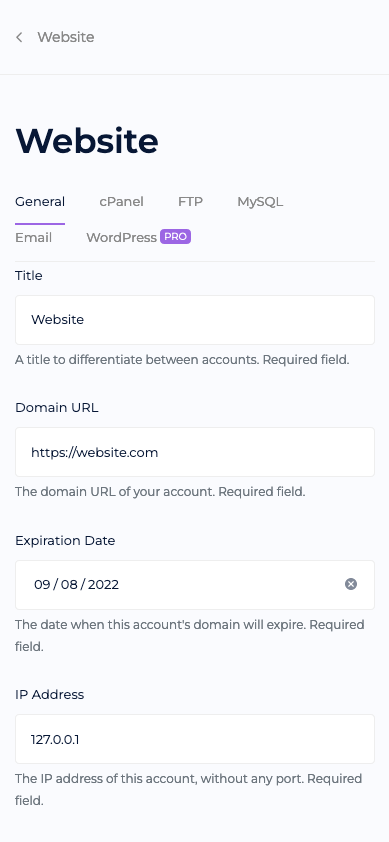 Website
Website
General cPanel FTP MySQL
Email WordPress PRO
Title
Website
A title to differentiate between accounts. Required field.
Domain URL
https://website.com
The domain URL of your account. Required field.
Expiration Date
09 / 08 / 2022
The date when this account's domain will expire. Required
field.
IP Address
127.0.0.1
The IP address of this account, without any port. Required
field.